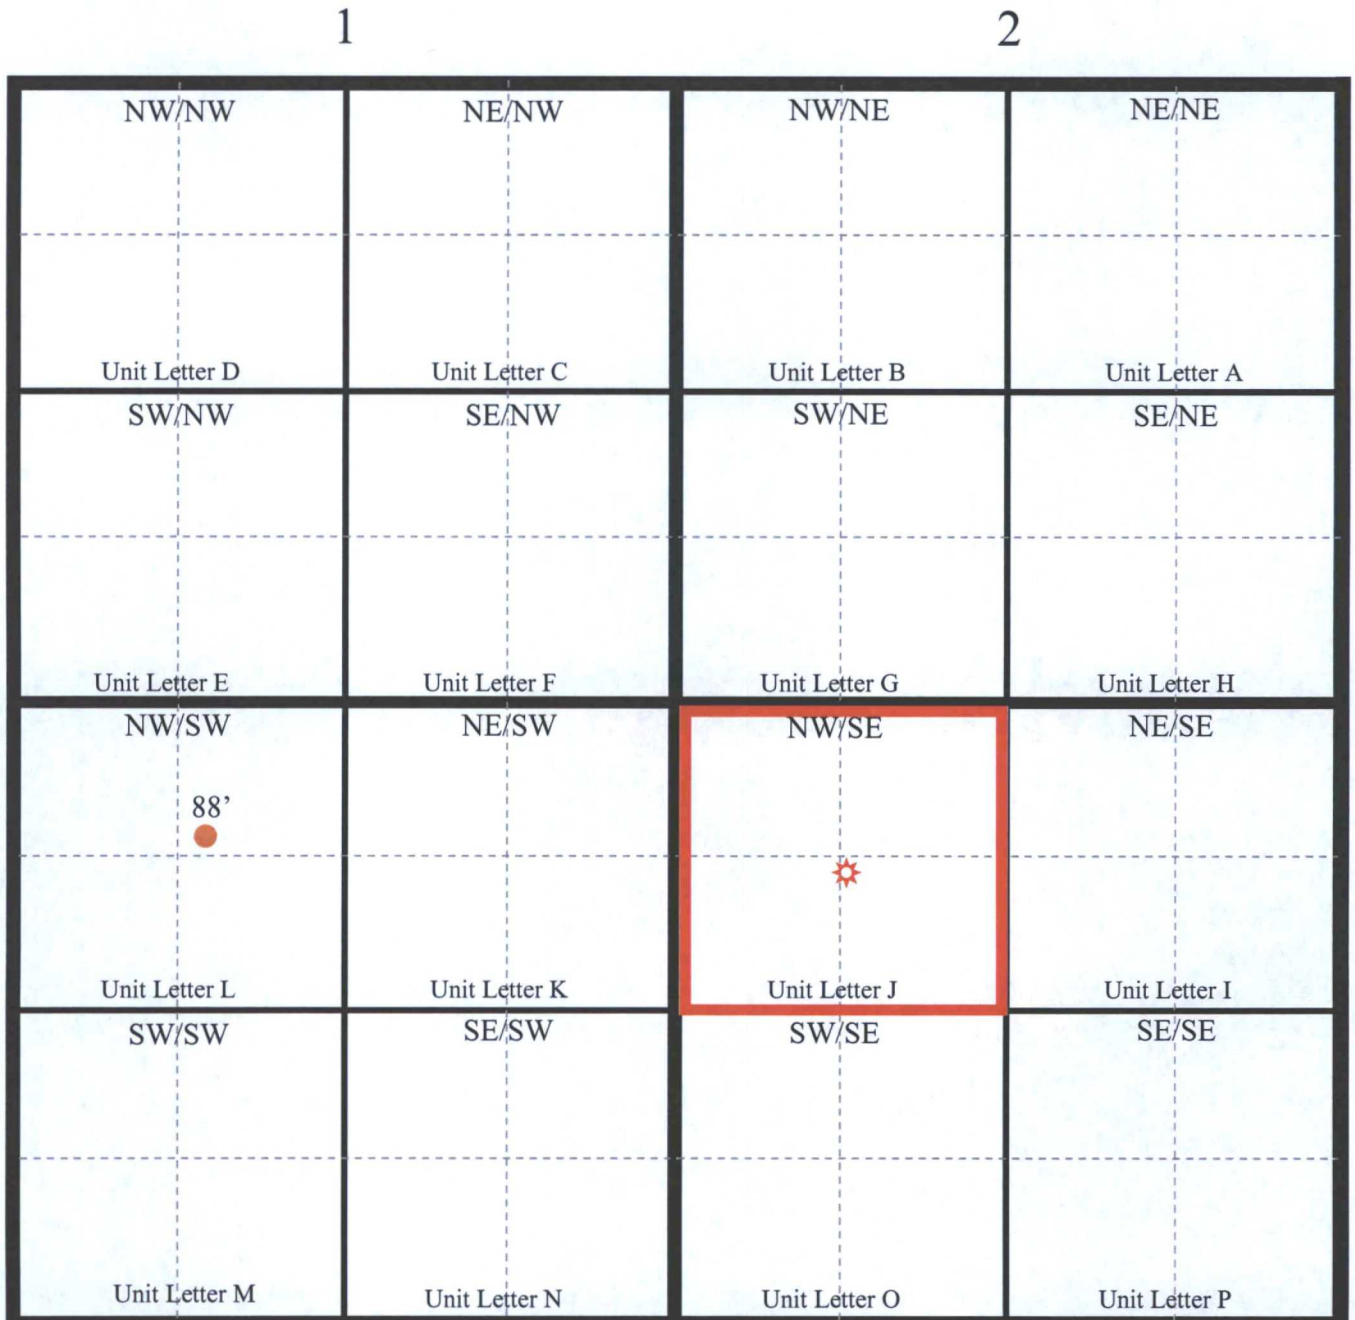 1 2
NW/NW NE/NW NW/NE NE/NE
Unit Letter D Unit Letter C Unit Letter B Unit Letter A
SW/NW SE/NW SW/NE SE/NE
Unit Letter E Unit Letter F Unit Letter G Unit Letter H
NW/SW NE/SW NW/SE NE/SE
88’
Unit Letter L Unit Letter K Unit Letter J Unit Letter I
SW/SW SE/SW SW/SE SE/SE
Unit Letter M Unit Letter N Unit Letter O Unit Letter P